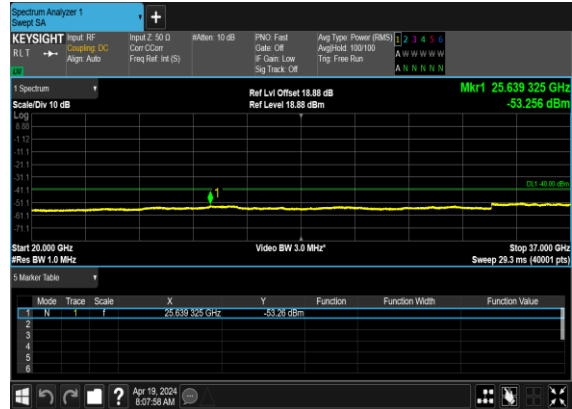 Spectrum Analyzer 1
Swept SA
+
KEYSIGHT
RLT
Input: RF
Coupling: DC
Align: Auto
Input Z: 50 Ω
Corr CCorr
Freq Ref: Int (S)
#Atten: 10 dB
PNO: Fast
Gate: Off
IF Gain: Low
Sig Track: Off
Avg Type: Power (RMS)
Avg|Hold: 100/100
Trig: Free Run
1 2 3 4 5 6
A W W W W W
A N N N N N
1 Spectrum
Scale/Div 10 dB
Ref Lvl Offset 18.88 dB
Ref Level 18.88 dBm
Mkr1 25.639 325 GHz
-53.256 dBm
Log
8.88
-1.12
-11.1
-21.1
-31.1
-41.1
-51.1
-61.1
-71.1
DL1 -40.00 dBm
1
Start 20.000 GHz
#Res BW 1.0 MHz
Video BW 3.0 MHz*
Stop 37.000 GHz
Sweep 29.3 ms (40001 pts)
5 Marker Table
Mode Trace Scale X Y Function Function Width Function Value
1 N 1 f 25.639 325 GHz -53.26 dBm
2
3
4
5
6
?
Apr 19, 2024
8:07:58 AM